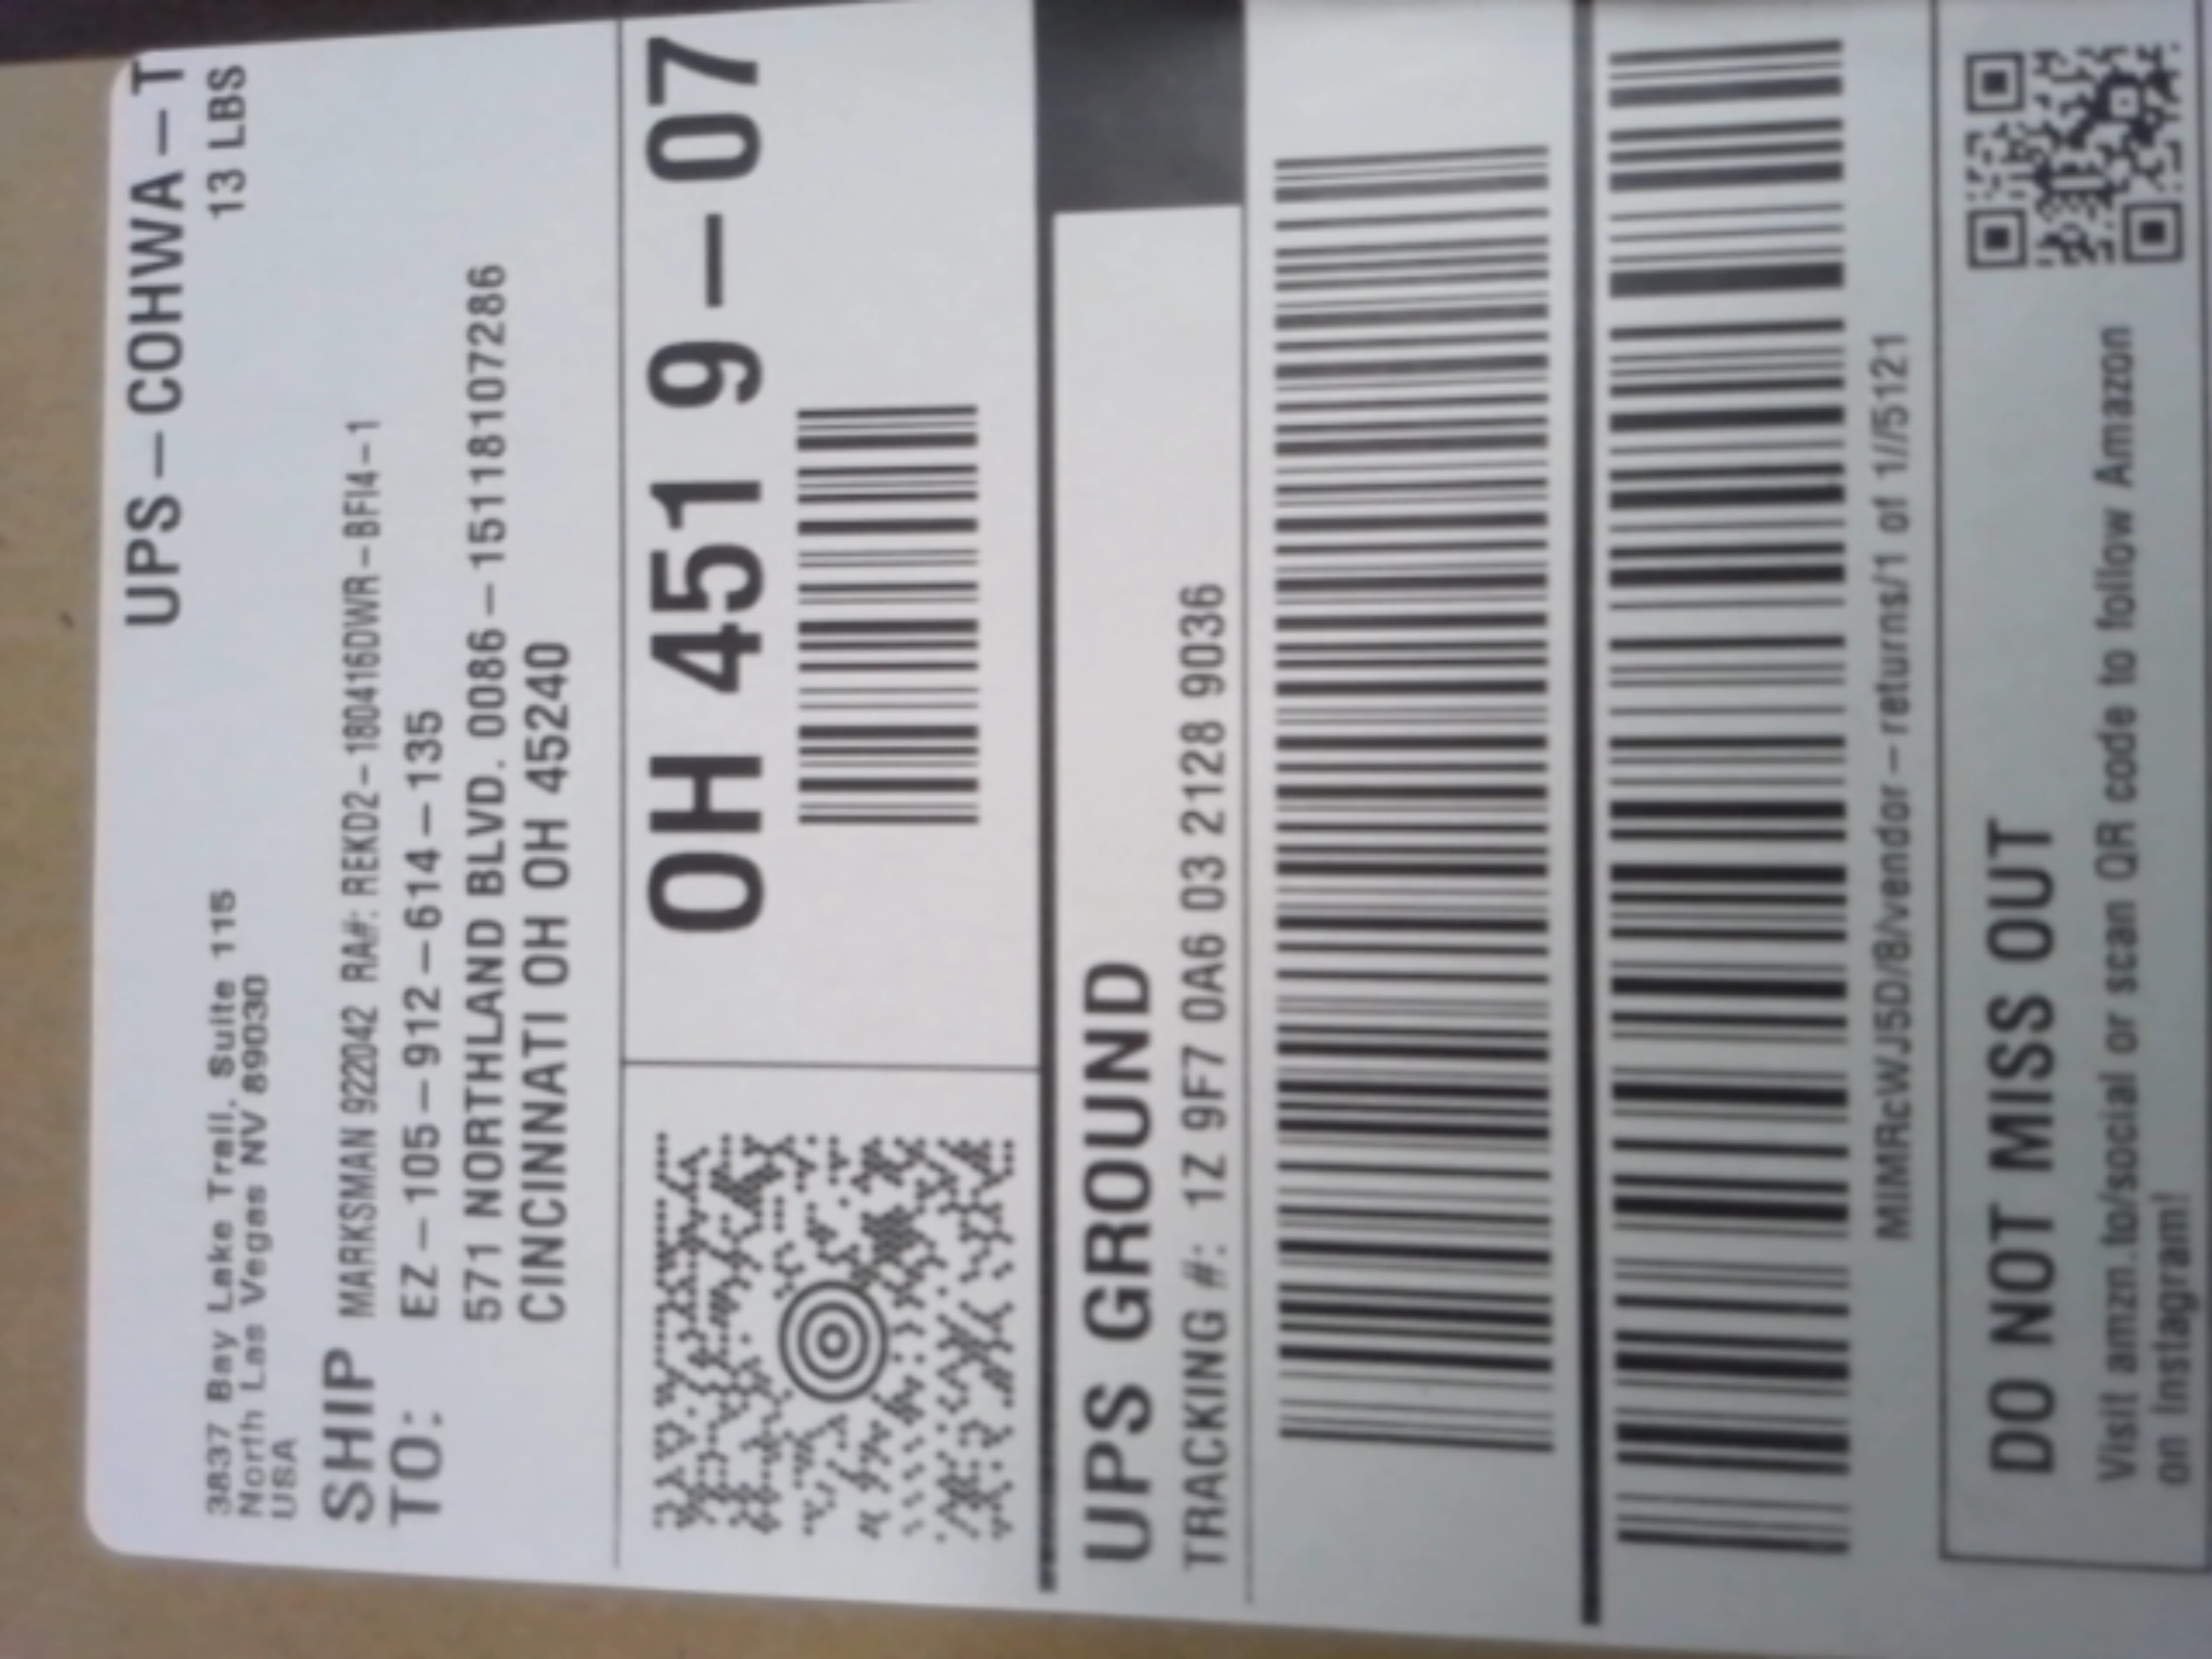 UPS-COHWA-T
13 LBS
3837 Bay Lake Trail, Suite 115
North Las Vegas NV 89030
USA
SHIP TO:
MARKSMAN 922042 RA#: REKD2-180416DWR-BFI4-1
EZ-105-912-614-135
571 NORTHLAND BLVD. 0086-15118107286
CINCINNATI OH OH 45240
OH 451 9-07
UPS GROUND
TRACKING #: 1Z 9F7 0A6 03 2128 9036
MIMRcWJ5D/8/vendor-returns/1 of 1//5121
DO NOT MISS OUT
Visit amzn.to/social or scan QR code to follow Amazon
on Instagram!